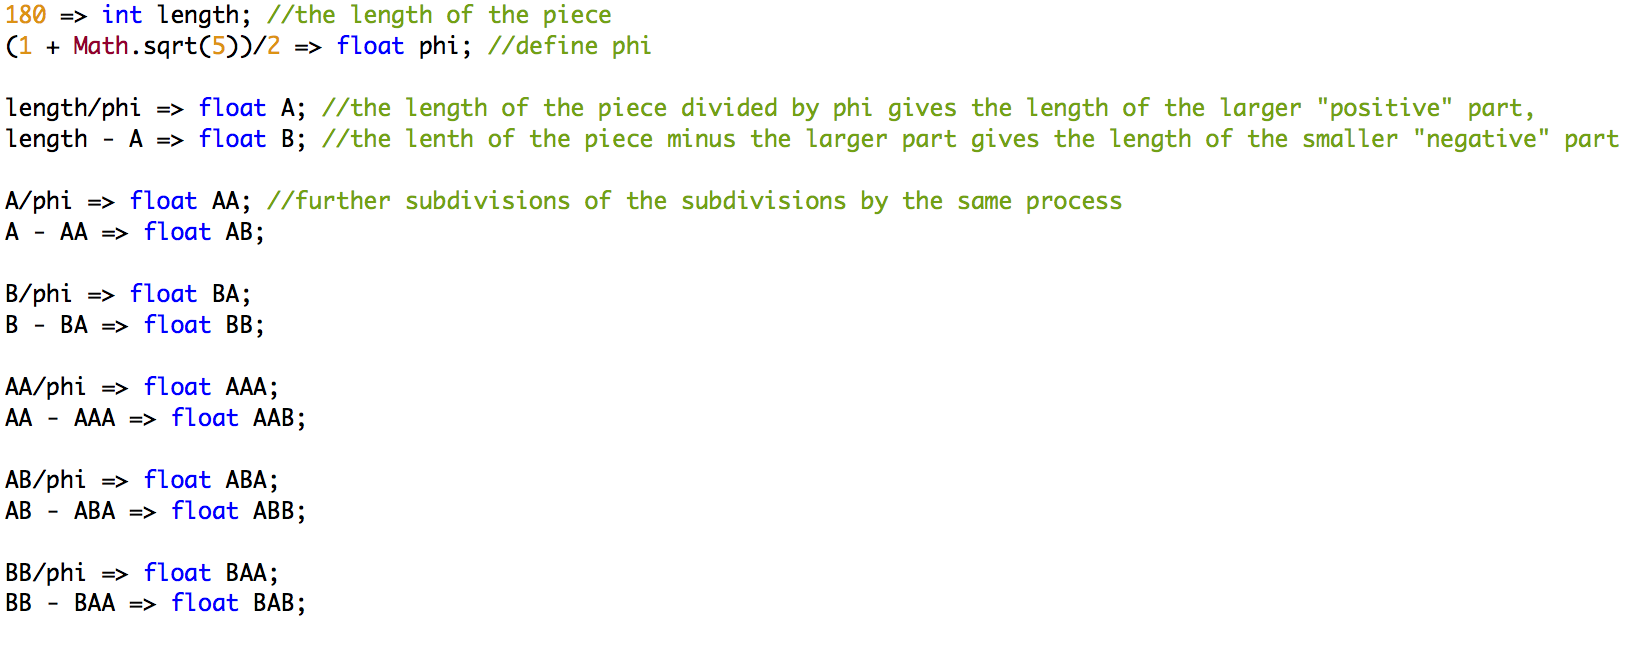 180 => int length; //the length of the piece
(1 + Math.sqrt(5))/2 => float phi; //define phi
length/phi => float A; //the length of the piece divided by phi gives the length of the larger "positive" part,
length - A => float B; //the lenth of the piece minus the larger part gives the length of the smaller "negative" part
A/phi => float AA; //further subdivisions of the subdivisions by the same process
A - AA => float AB;
B/phi => float BA;
B - BA => float BB;
AA/phi => float AAA;
AA - AAA => float AAB;
AB/phi => float ABA;
AB - ABA => float ABB;
BB/phi => float BAA;
BB - BAA => float BAB;